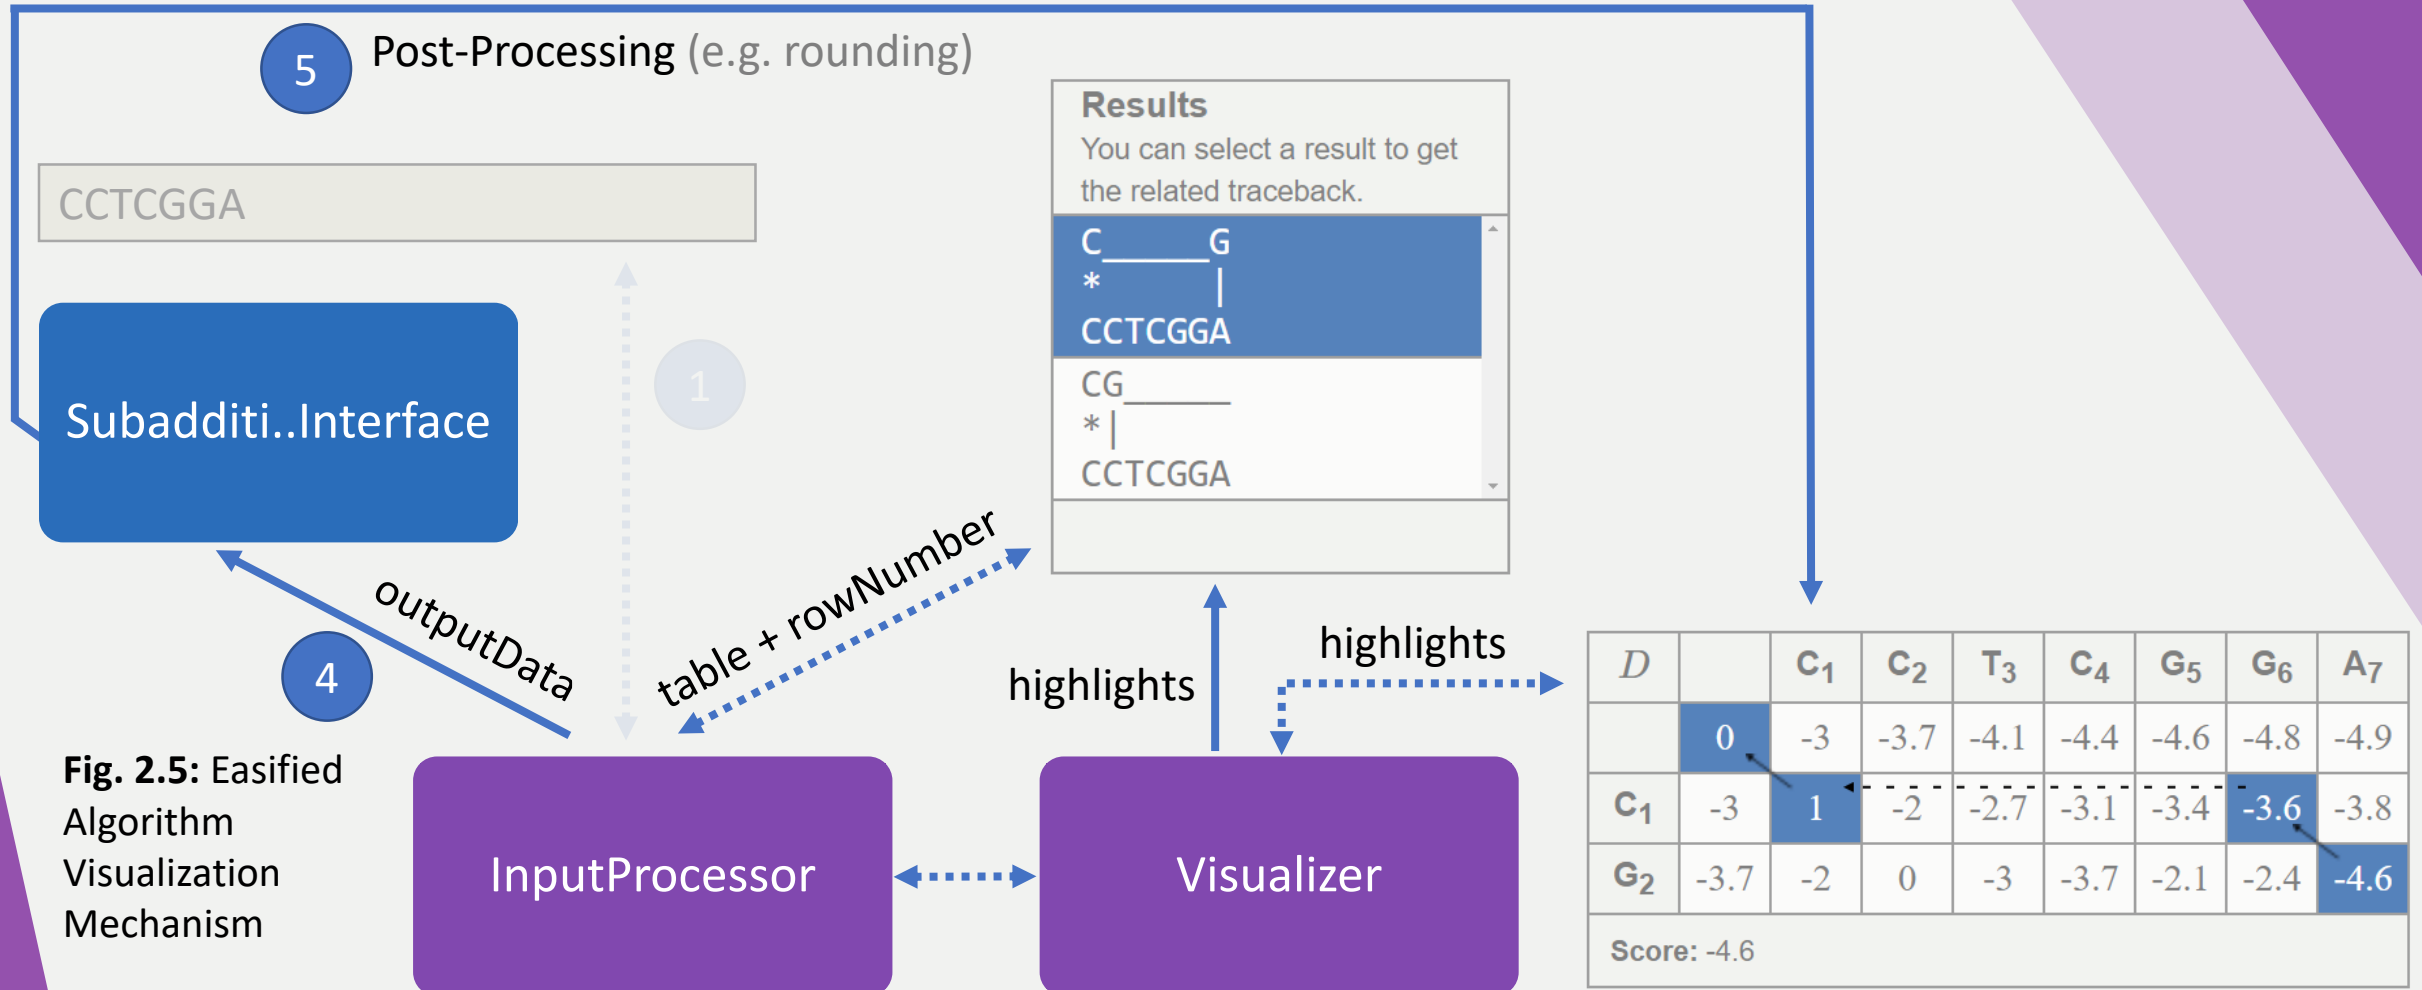 5
Post-Processing (e.g. rounding)
CCTCGGA
Subadditi..Interface
1
Results
You can select a result to get
the related traceback.
C_____G
*     |
CCTCGGA
CG_____
*|
CCTCGGA
outputData
4
table + rowNumber
highlights
highlights
Fig. 2.5: Easified
Algorithm
Visualization
Mechanism
InputProcessor
Visualizer
D C1 C2 T3 C4 G5 G6 A7
0 -3 -3.7 -4.1 -4.4 -4.6 -4.8 -4.9
C1 -3 1 -2 -2.7 -3.1 -3.4 -3.6 -3.8
G2 -3.7 -2 0 -3 -3.7 -2.1 -2.4 -4.6
Score: -4.6